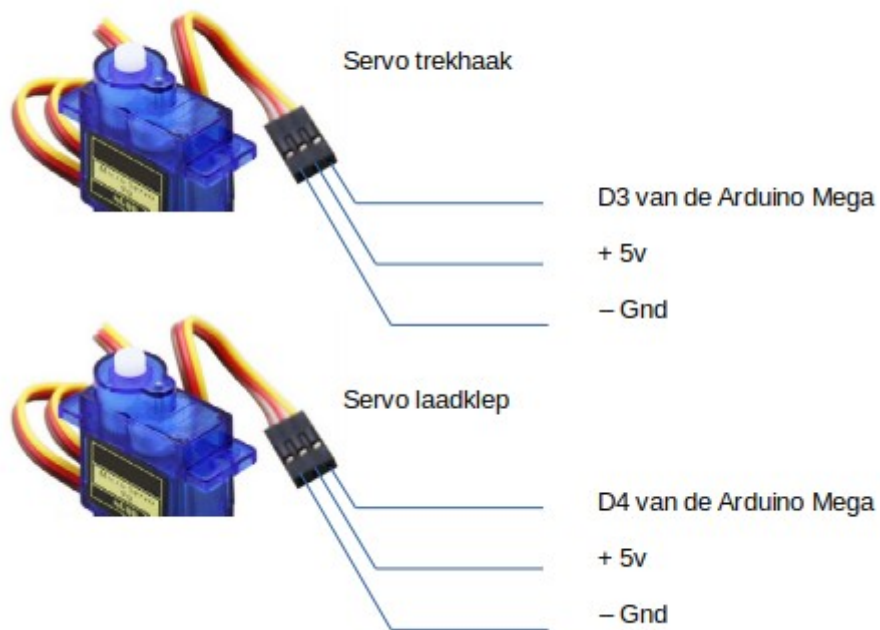 Servo trekhaak
D3 van de Arduino Mega
+ 5v
– Gnd
Servo laadklep
D4 van de Arduino Mega
+ 5v
– Gnd